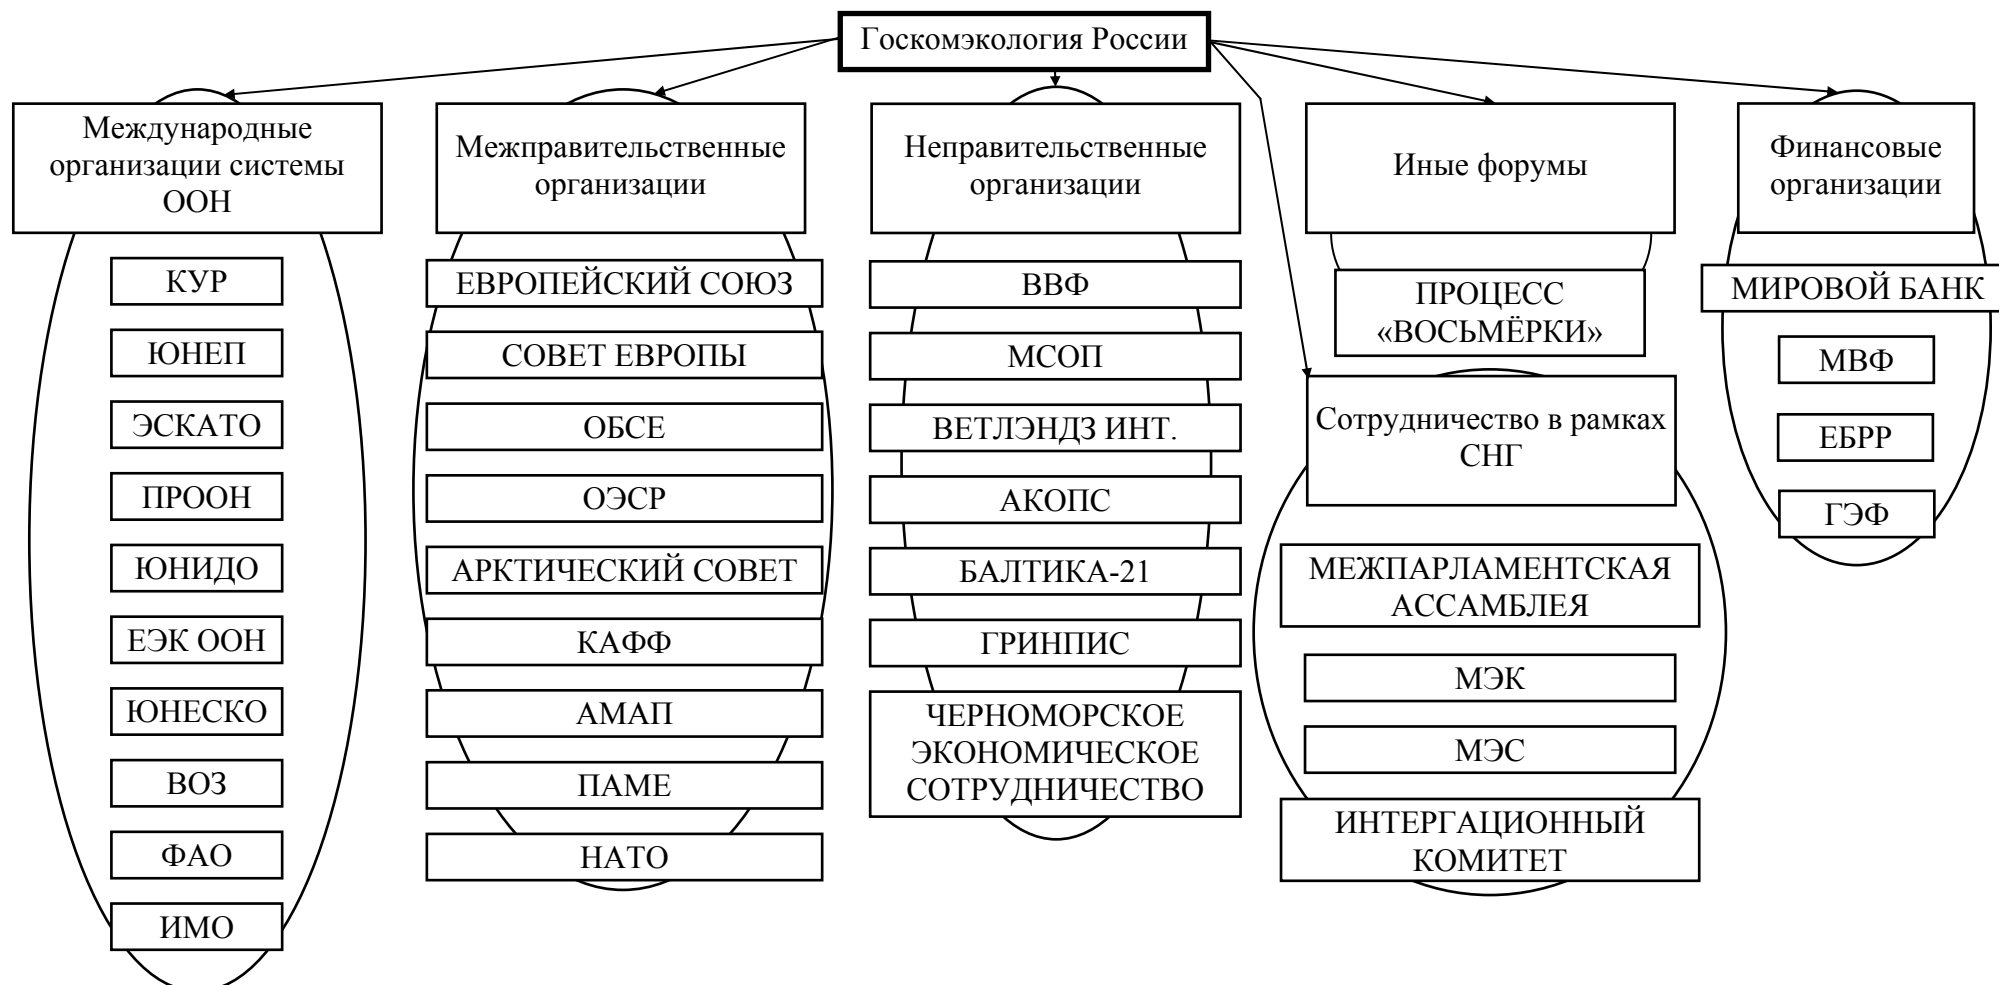 Госкомэкология России
Международные
организации системы
ООН
КУР
ЮНЕП
ЭСКАТО
ПРООН
ЮНИДО
ЕЭК ООН
ЮНЕСКО
ВОЗ
ФАО
ИМО
Межправительственные
организации
ЕВРОПЕЙСКИЙ СОЮЗ
СОВЕТ ЕВРОПЫ
ОБСЕ
ОЭСР
АРКТИЧЕСКИЙ СОВЕТ
КАФФ
АМАП
ПАМЕ
НАТО
Неправительственные
организации
ВВФ
МСОП
ВЕТЛЭНДЗ ИНТ.
АКОПС
БАЛТИКА-21
ГРИНПИС
ЧЕРНОМОРСКОЕ
ЭКОНОМИЧЕСКОЕ
СОТРУДНИЧЕСТВО
Иные форумы
ПРОЦЕСС
«ВОСЬМЁРКИ»
Сотрудничество в рамках
СНГ
МЕЖПАРЛАМЕНТСКАЯ
АССАМБЛЕЯ
МЭК
МЭС
ИНТЕРГАЦИОННЫЙ
КОМИТЕТ
Финансовые
организации
МИРОВОЙ БАНК
МВФ
ЕБРР
ГЭФ